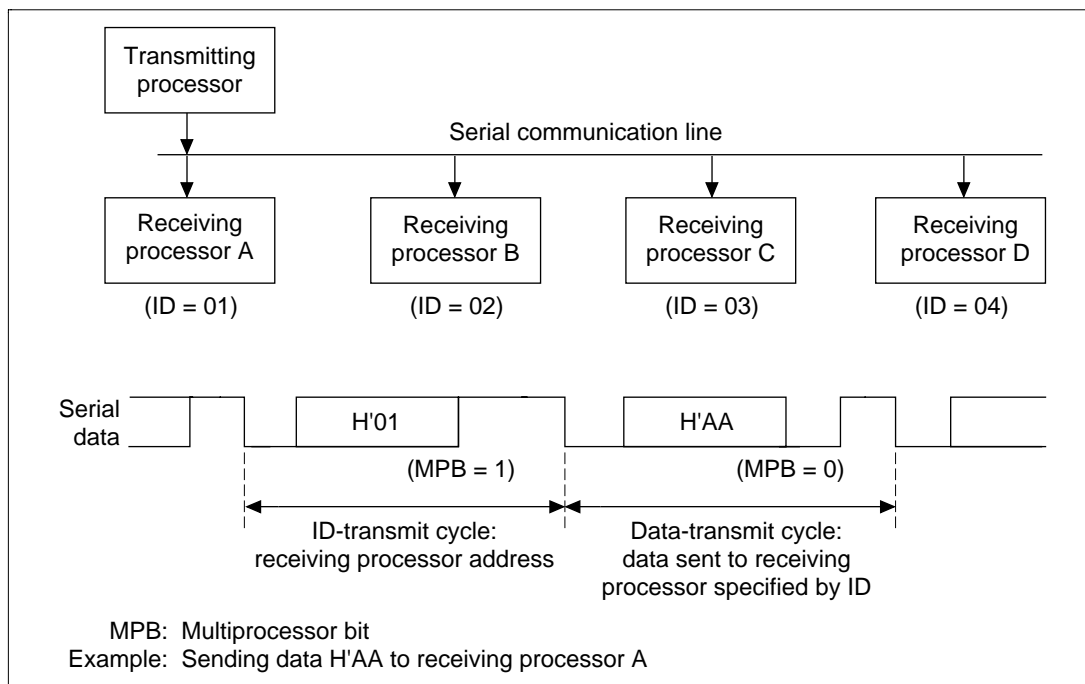 Transmitting
processor
Serial communication line
Receiving
processor A
Receiving
processor B
Receiving
processor C
Receiving
processor D
(ID = 01)
(ID = 02)
(ID = 03)
(ID = 04)
Serial
data
H'01
H'AA
(MPB = 1)
(MPB = 0)
ID-transmit cycle:
receiving processor address
Data-transmit cycle:
data sent to receiving
processor specified by ID
MPB: Multiprocessor bit
Example: Sending data H'AA to receiving processor A